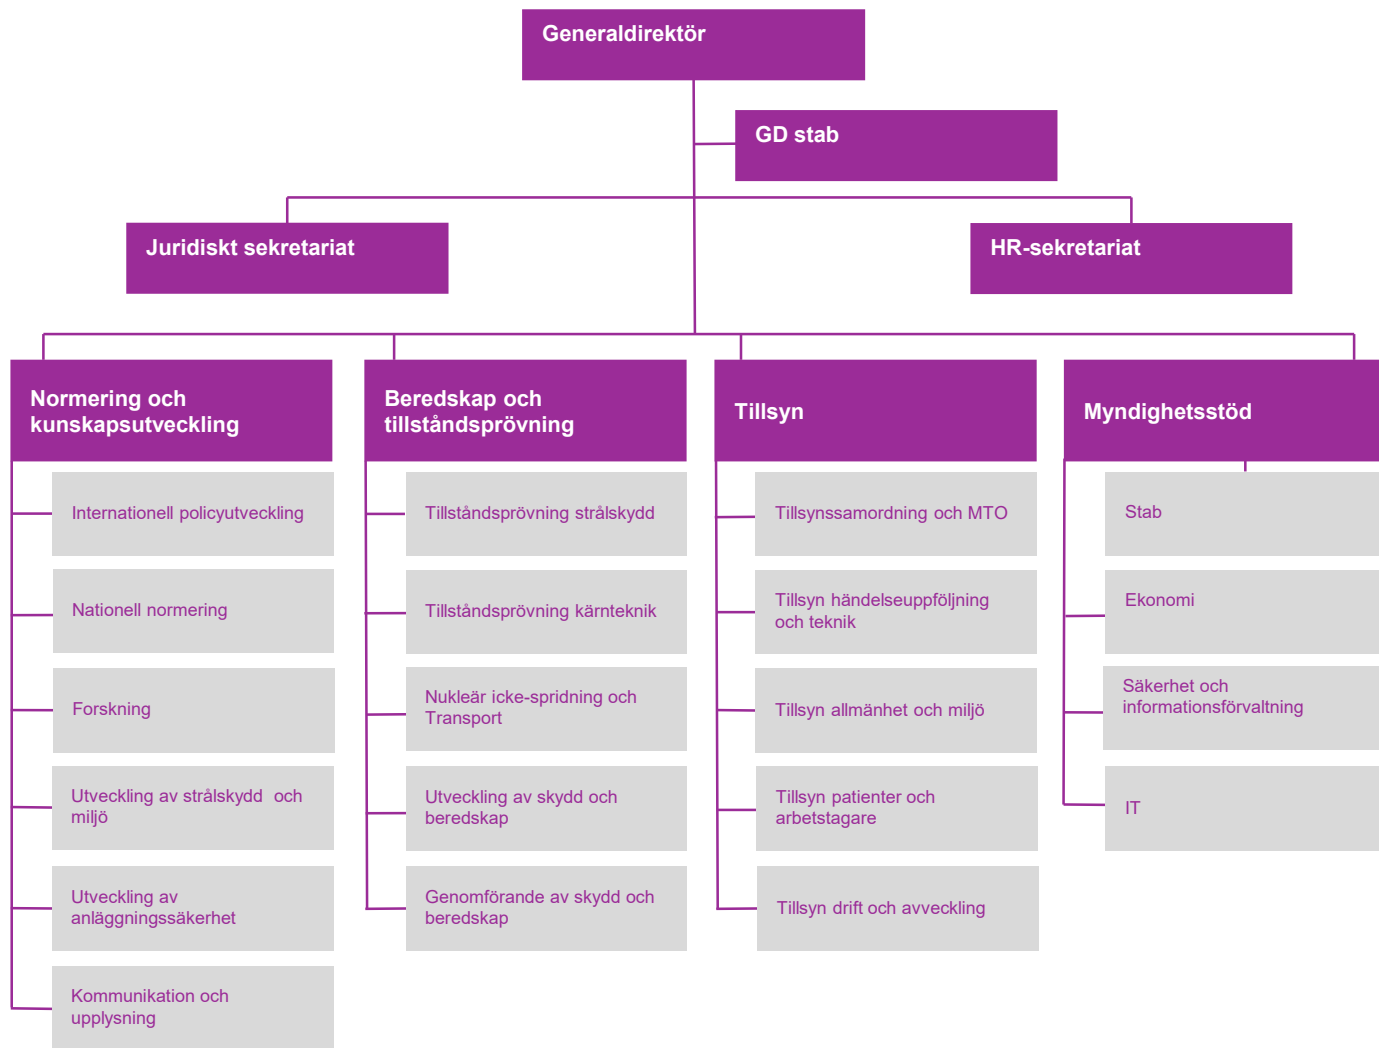 Generaldirektör
GD stab
Juridiskt sekretariat
HR-sekretariat
Normering och
kunskapsutveckling
Internationell policyutveckling
Nationell normering
Forskning
Utveckling av strålskydd och
miljö
Utveckling av
anläggningssäkerhet
Kommunikation och
upplysning
Beredskap och
tillståndsprövning
Tillståndsprövning strålskydd
Tillståndsprövning kärnteknik
Nukleär icke-spridning och
Transport
Utveckling av skydd och
beredskap
Genomförande av skydd och
beredskap
Tillsyn
Tillsynssamordning och MTO
Tillsyn händelseuppföljning
och teknik
Tillsyn allmänhet och miljö
Tillsyn patienter och
arbetstagare
Tillsyn drift och avveckling
Myndighetsstöd
Stab
Ekonomi
Säkerhet och
informationsförvaltning
IT